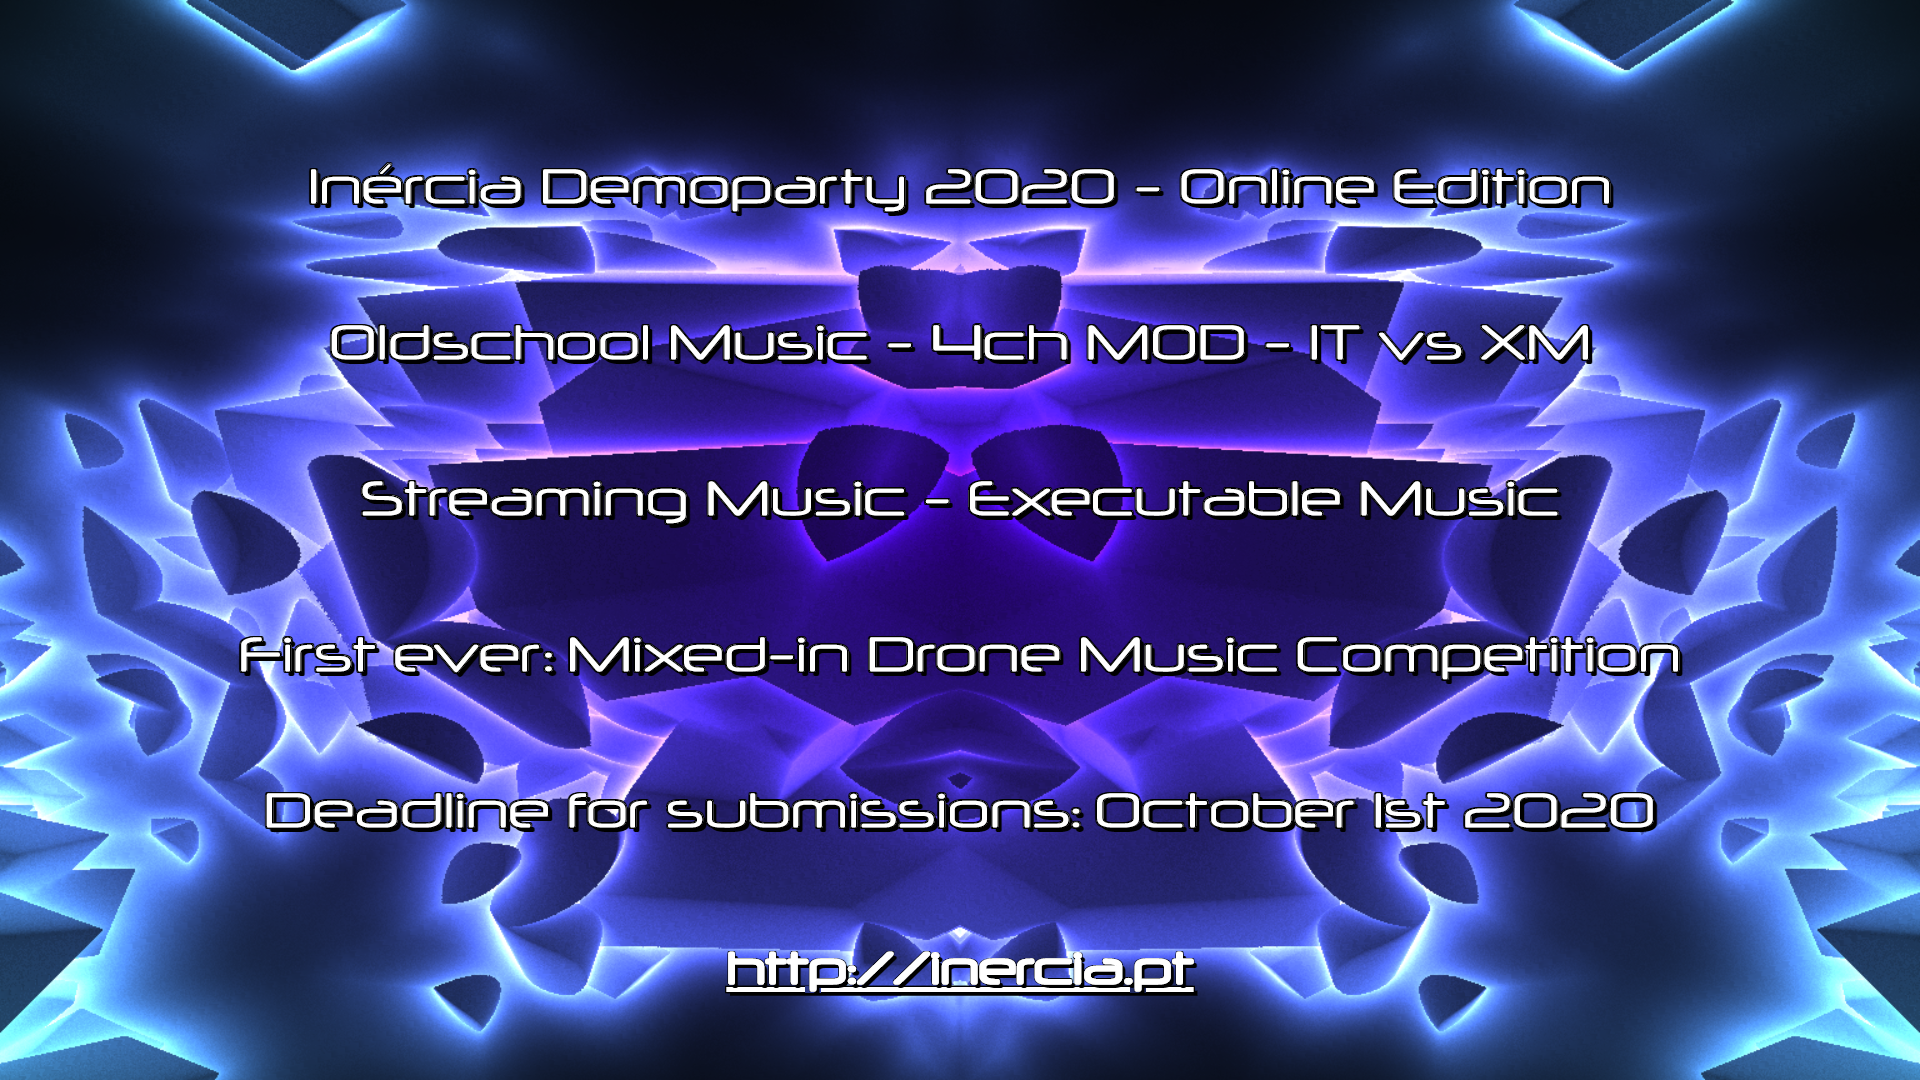 Inércia Demoparty 2020 - Online Edition
Oldschool Music - 4ch MOD - IT vs XM
Streaming Music - Executable Music
First ever: Mixed-in Drone Music Competition
Deadline for submissions: October 1st 2020
http://inercia.pt